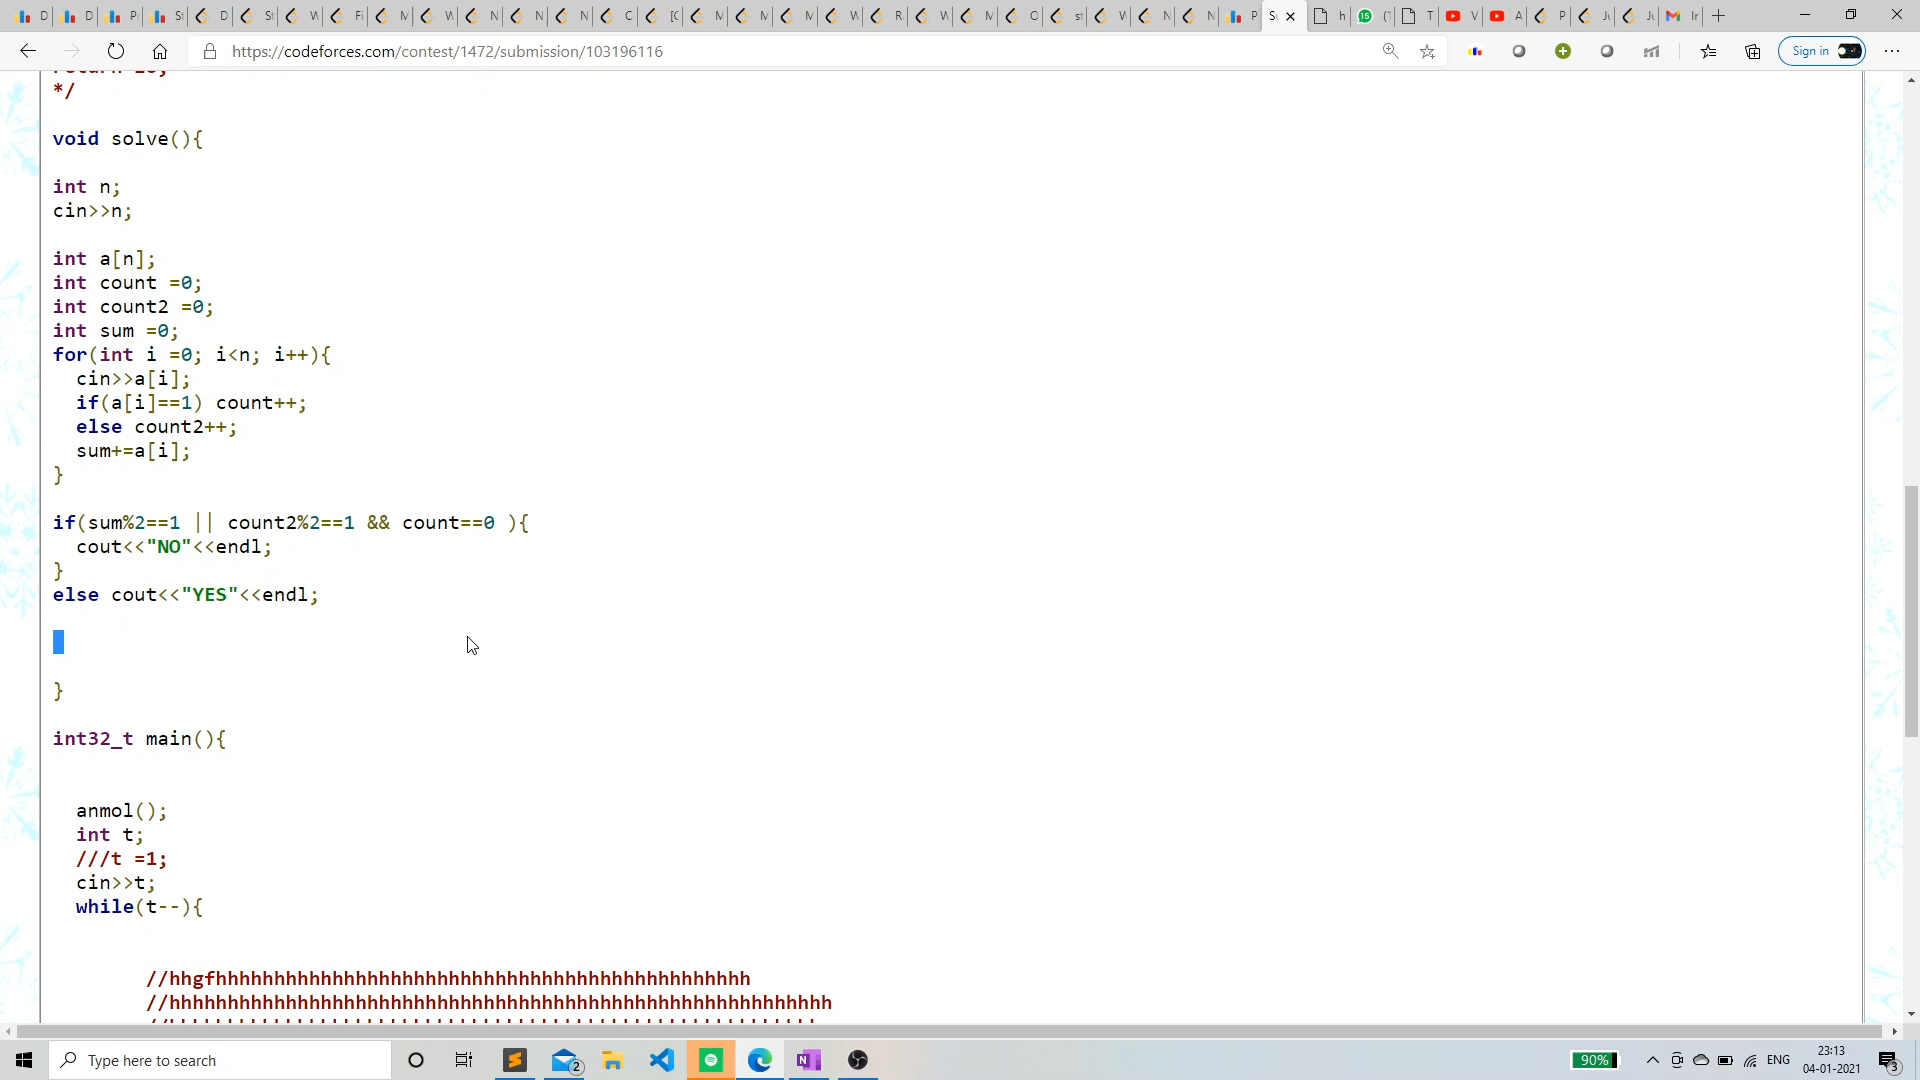 https://codeforces.com/contest/1472/submission/103196116
Sign in
*/
void solve(){
int n;
cin>>n;
int a[n];
int count =0;
int count2 =0;
int sum =0;
for(int i =0; i<n; i++){
cin>>a[i];
if(a[i]==1) count++;
else count2++;
sum+=a[i];
}
if(sum%2==1 || count2%2==1 && count==0 ){
cout<<"NO"<<endl;
}
else cout<<"YES"<<endl;
}
int32_t main(){
anmol();
int t;
///t =1;
cin>>t;
while(t--){
Type here to search
2
90%
ENG
23:13
04-01-2021
3